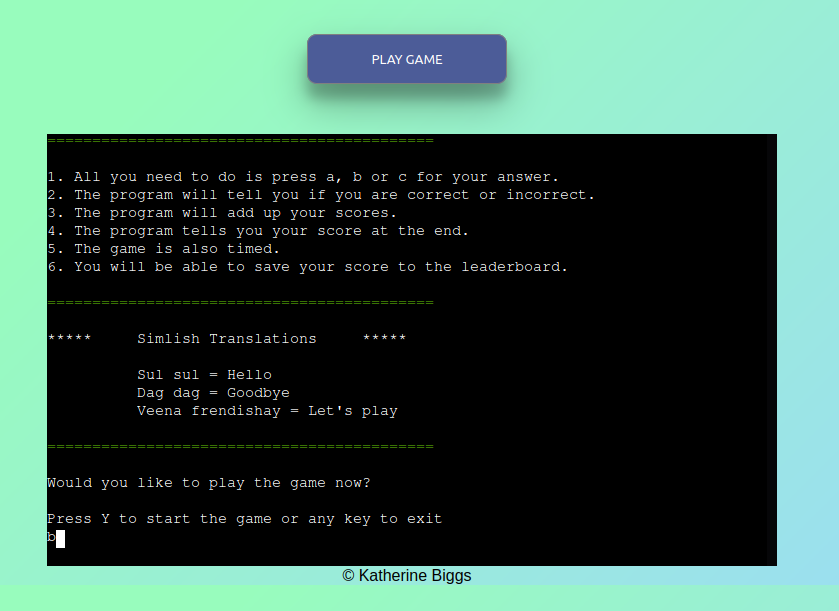 PLAY GAME
===========================================
1. All you need to do is press a, b or c for your answer.
2. The program will tell you if you are correct or incorrect.
3. The program will add up your scores.
4. The program tells you your score at the end.
5. The game is also timed.
6. You will be able to save your score to the leaderboard.
===========================================
***** Simlish Translations *****
Sul sul = Hello
Dag dag = Goodbye
Veena frendishay = Let's play
===========================================
Would you like to play the game now?
Press Y to start the game or any key to exit
b
© Katherine Biggs